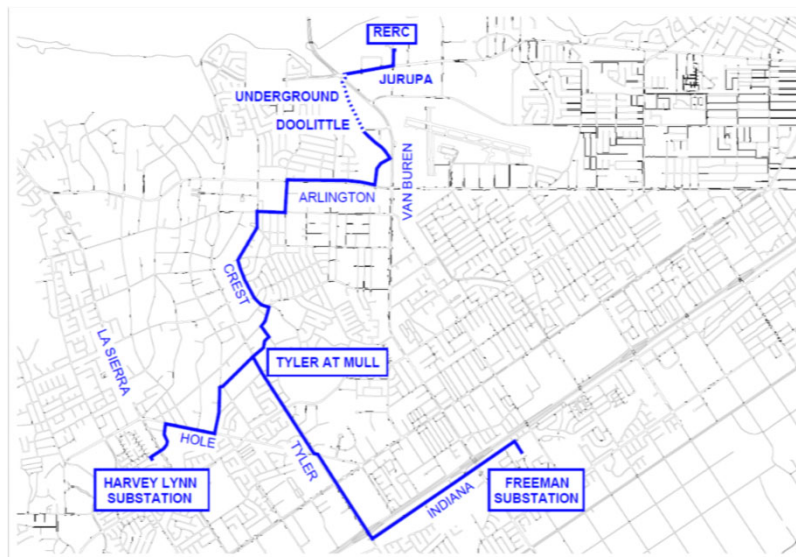 RERC
JURUPA
UNDERGROUND
DOOLITTLE
VAN BUREN
ARLINGTON
CREST
LA SIERRA
TYLER AT MULL
HOLE
TYLER
HARVEY LYNN
SUBSTATION
INDIANA
FREEMAN
SUBSTATION